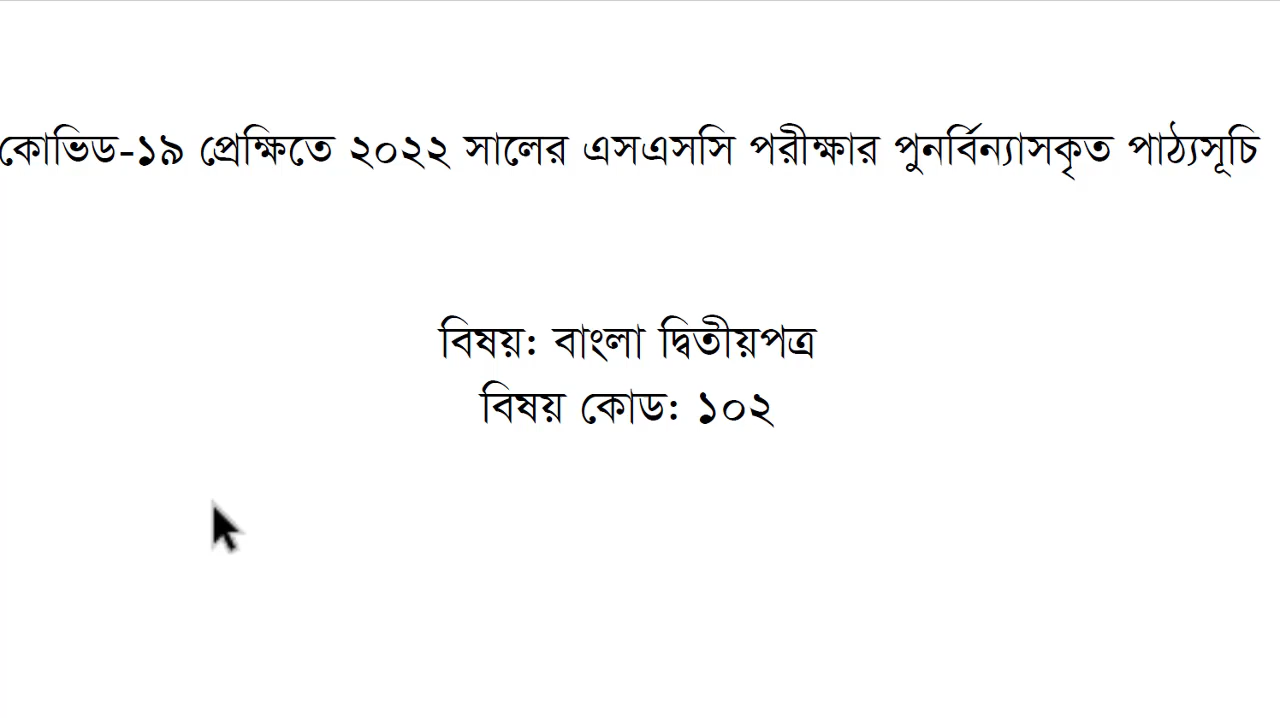 কোভিড-১৯ প্রেক্ষিতে ২০২২ সালের এসএসসি পরীক্ষার পুনর্বিন্যাসকৃত পাঠ্যসূচি
বিষয়: বাংলা দ্বিতীয়পত্র
বিষয় কোড: ১০২